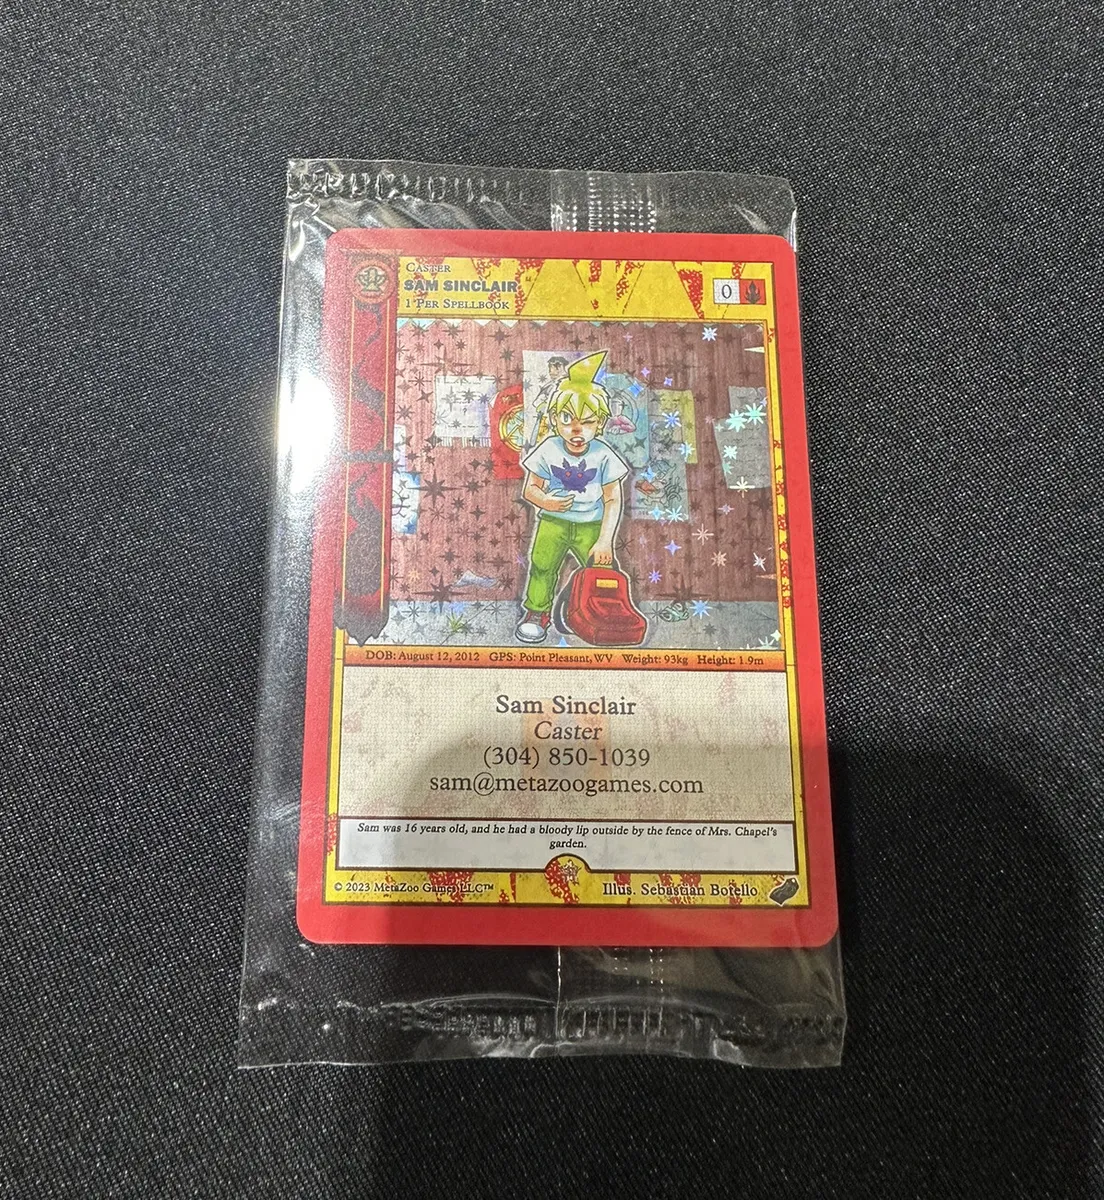 CASTER
SAM SINCLAIR
1 PER SPELLBOOK
0
DOB: August 12, 2012 GPS: Point Pleasant, WV Weight: 93kg Height: 1.9m
Sam Sinclair
Caster
(304) 850-1039
sam@metazoogames.com
Sam was 16 years old, and he had a bloody lip outside by the fence of Mrs. Chapel's
garden.
© 2023 MetaZoo Games LLC™ Illus. Sebastian Botello